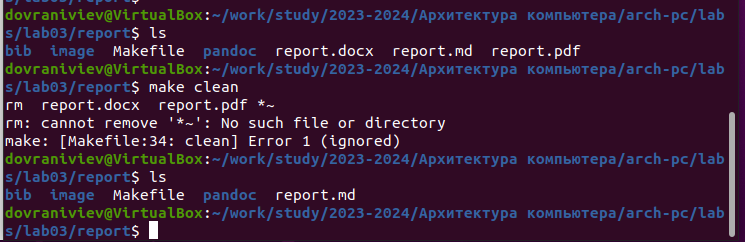 s/lab03/report$
dovraniviev@VirtualBox:~/work/study/2023-2024/Архитектура компьютера/arch-pc/lab
s/lab03/report$ ls
bib image Makefile pandoc report.docx report.md report.pdf
dovraniviev@VirtualBox:~/work/study/2023-2024/Архитектура компьютера/arch-pc/lab
s/lab03/report$ make clean
rm report.docx report.pdf *~
rm: cannot remove '*~': No such file or directory
make: [Makefile:34: clean] Error 1 (ignored)
dovraniviev@VirtualBox:~/work/study/2023-2024/Архитектура компьютера/arch-pc/lab
s/lab03/report$ ls
bib image Makefile pandoc report.md
dovraniviev@VirtualBox:~/work/study/2023-2024/Архитектура компьютера/arch-pc/lab
s/lab03/report$